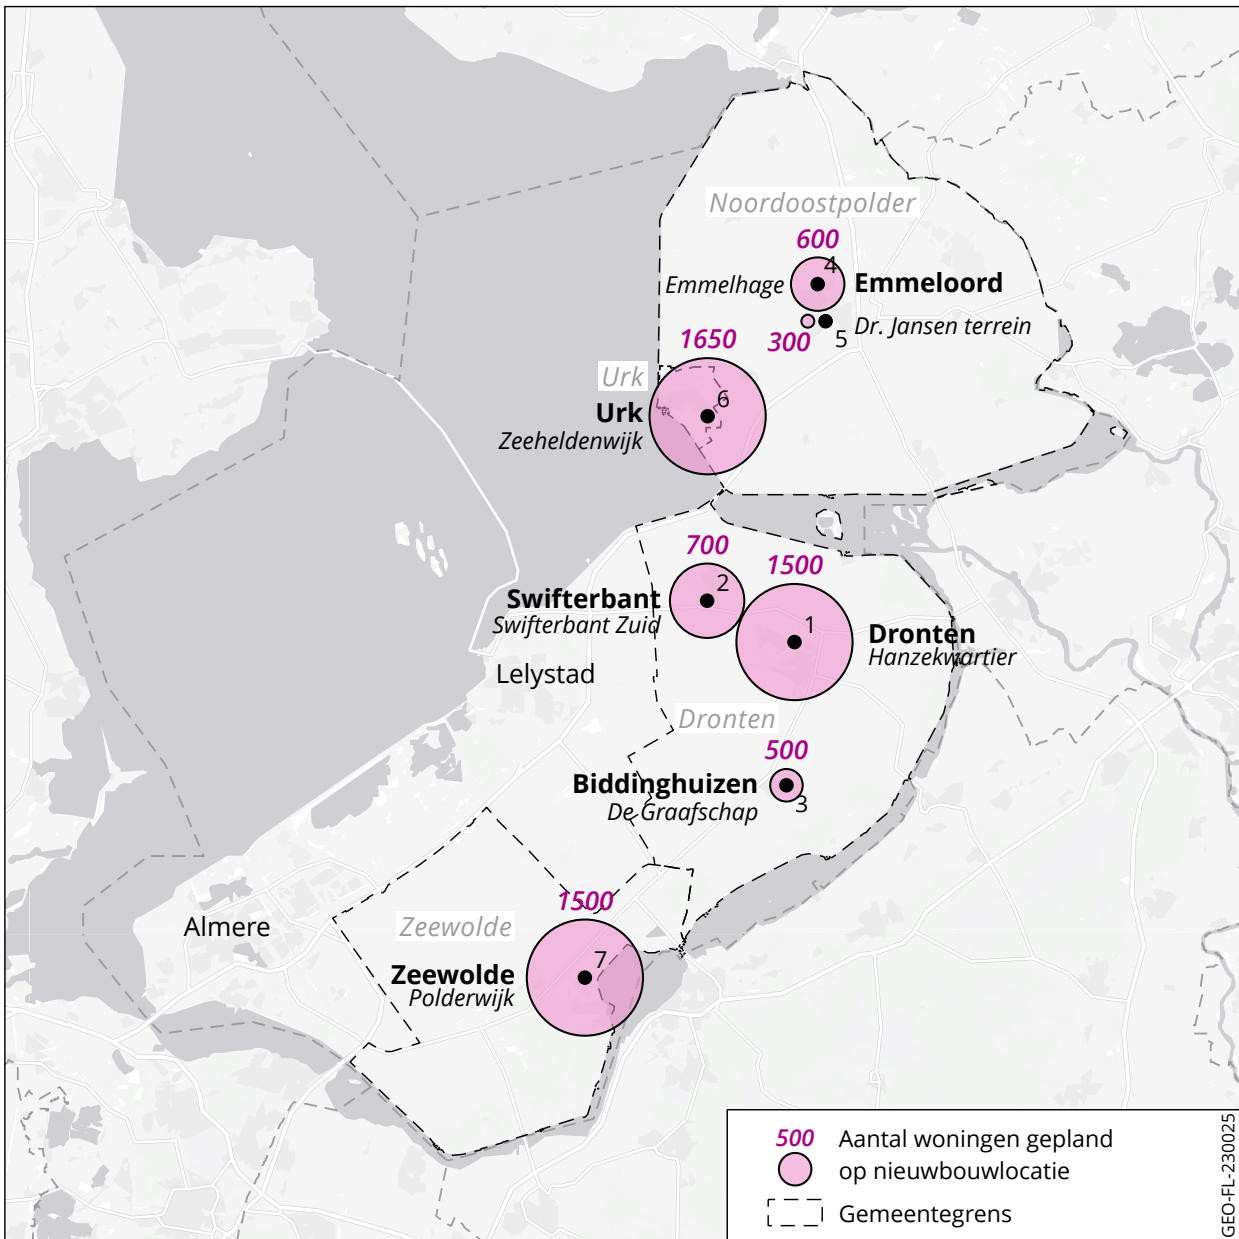 Noordoostpolder
600
4
Emmelhage
Emmeloord
300
5
Dr. Jansen terrein
1650
Urk
6
Urk
Zeeheldenwijk
700
1500
2
Swifterbant
Swifterbant Zuid
1
Dronten
Hanzekwartier
Lelystad
Dronten
500
Biddinghuizen
3
De Graafschap
1500
Almere
Zeewolde
7
Zeewolde
Polderwijk
500 Aantal woningen gepland
op nieuwbouwlocatie
Gemeentegrens
GEO-FL-230025